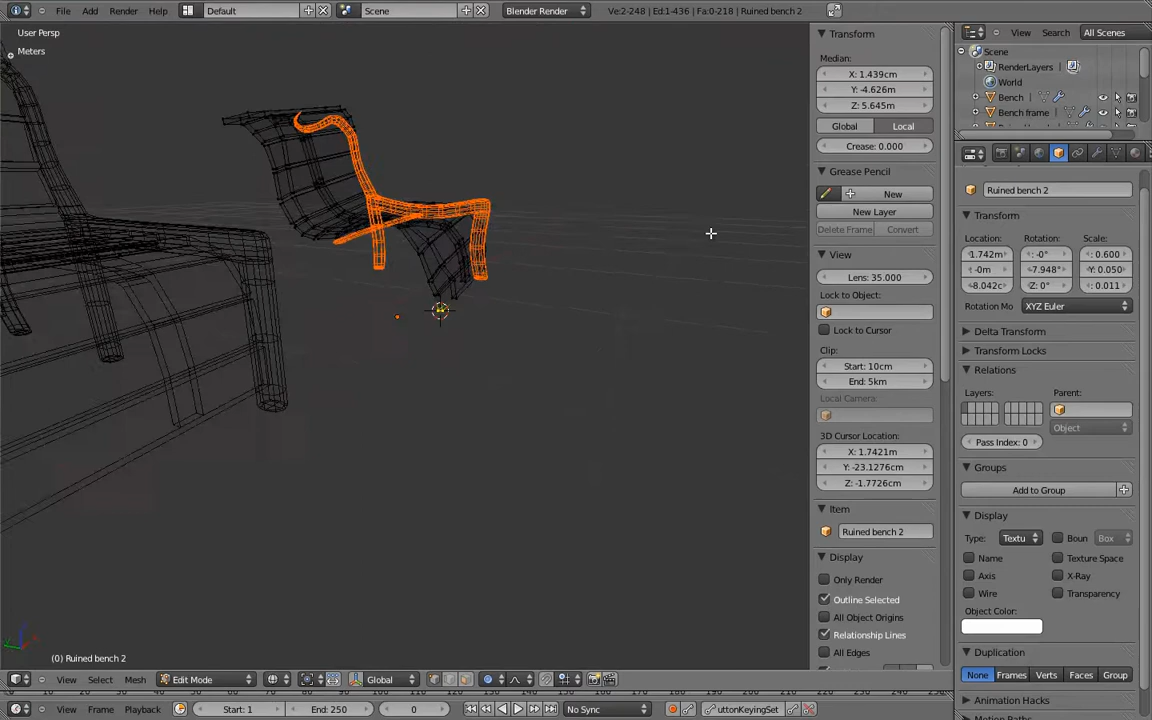 File Add Render Help Default Scene Blender Render Ve:2-248 | Ed:1-436 | Fa:0-218 | Ruined bench 2
User Persp
Meters
(0) Ruined bench 2
View Select Mesh Edit Mode Global
View Marker Frame Playback Start: 1 End: 250 0 No Sync uttonKeyingSet
Transform
Median:
X: 1.439cm
Y: -4.626m
Z: 5.645m
Global Local
Crease: 0.000
Grease Pencil
New
New Layer
Delete Frame Convert
View
Lens: 35.000
Lock to Object:
Lock to Cursor
Clip:
Start: 10cm
End: 5km
Local Camera:
3D Cursor Location:
X: 1.7421m
Y: -23.1276cm
Z: -1.7726cm
Item
Ruined bench 2
Display
Only Render
Outline Selected
All Object Origins
Relationship Lines
All Edges
View Search All Scenes
Scene
RenderLayers |
World
Bench |
Bench frame |
Ruined bench 2
Transform
Location: Rotation: Scale:
1.742m -0° : 0.600
-0m -7.948° Y: 0.050
-8.042c Z: 0° : 0.011
Rotation Mo XYZ Euler
Delta Transform
Transform Locks
Relations
Layers: Parent:
Object
Pass Index: 0
Groups
Add to Group
Display
Type: Textu Boun Box
Name Texture Space
Axis X-Ray
Wire Transparency
Object Color:
Duplication
None Frames Verts Faces Group
Animation Hacks